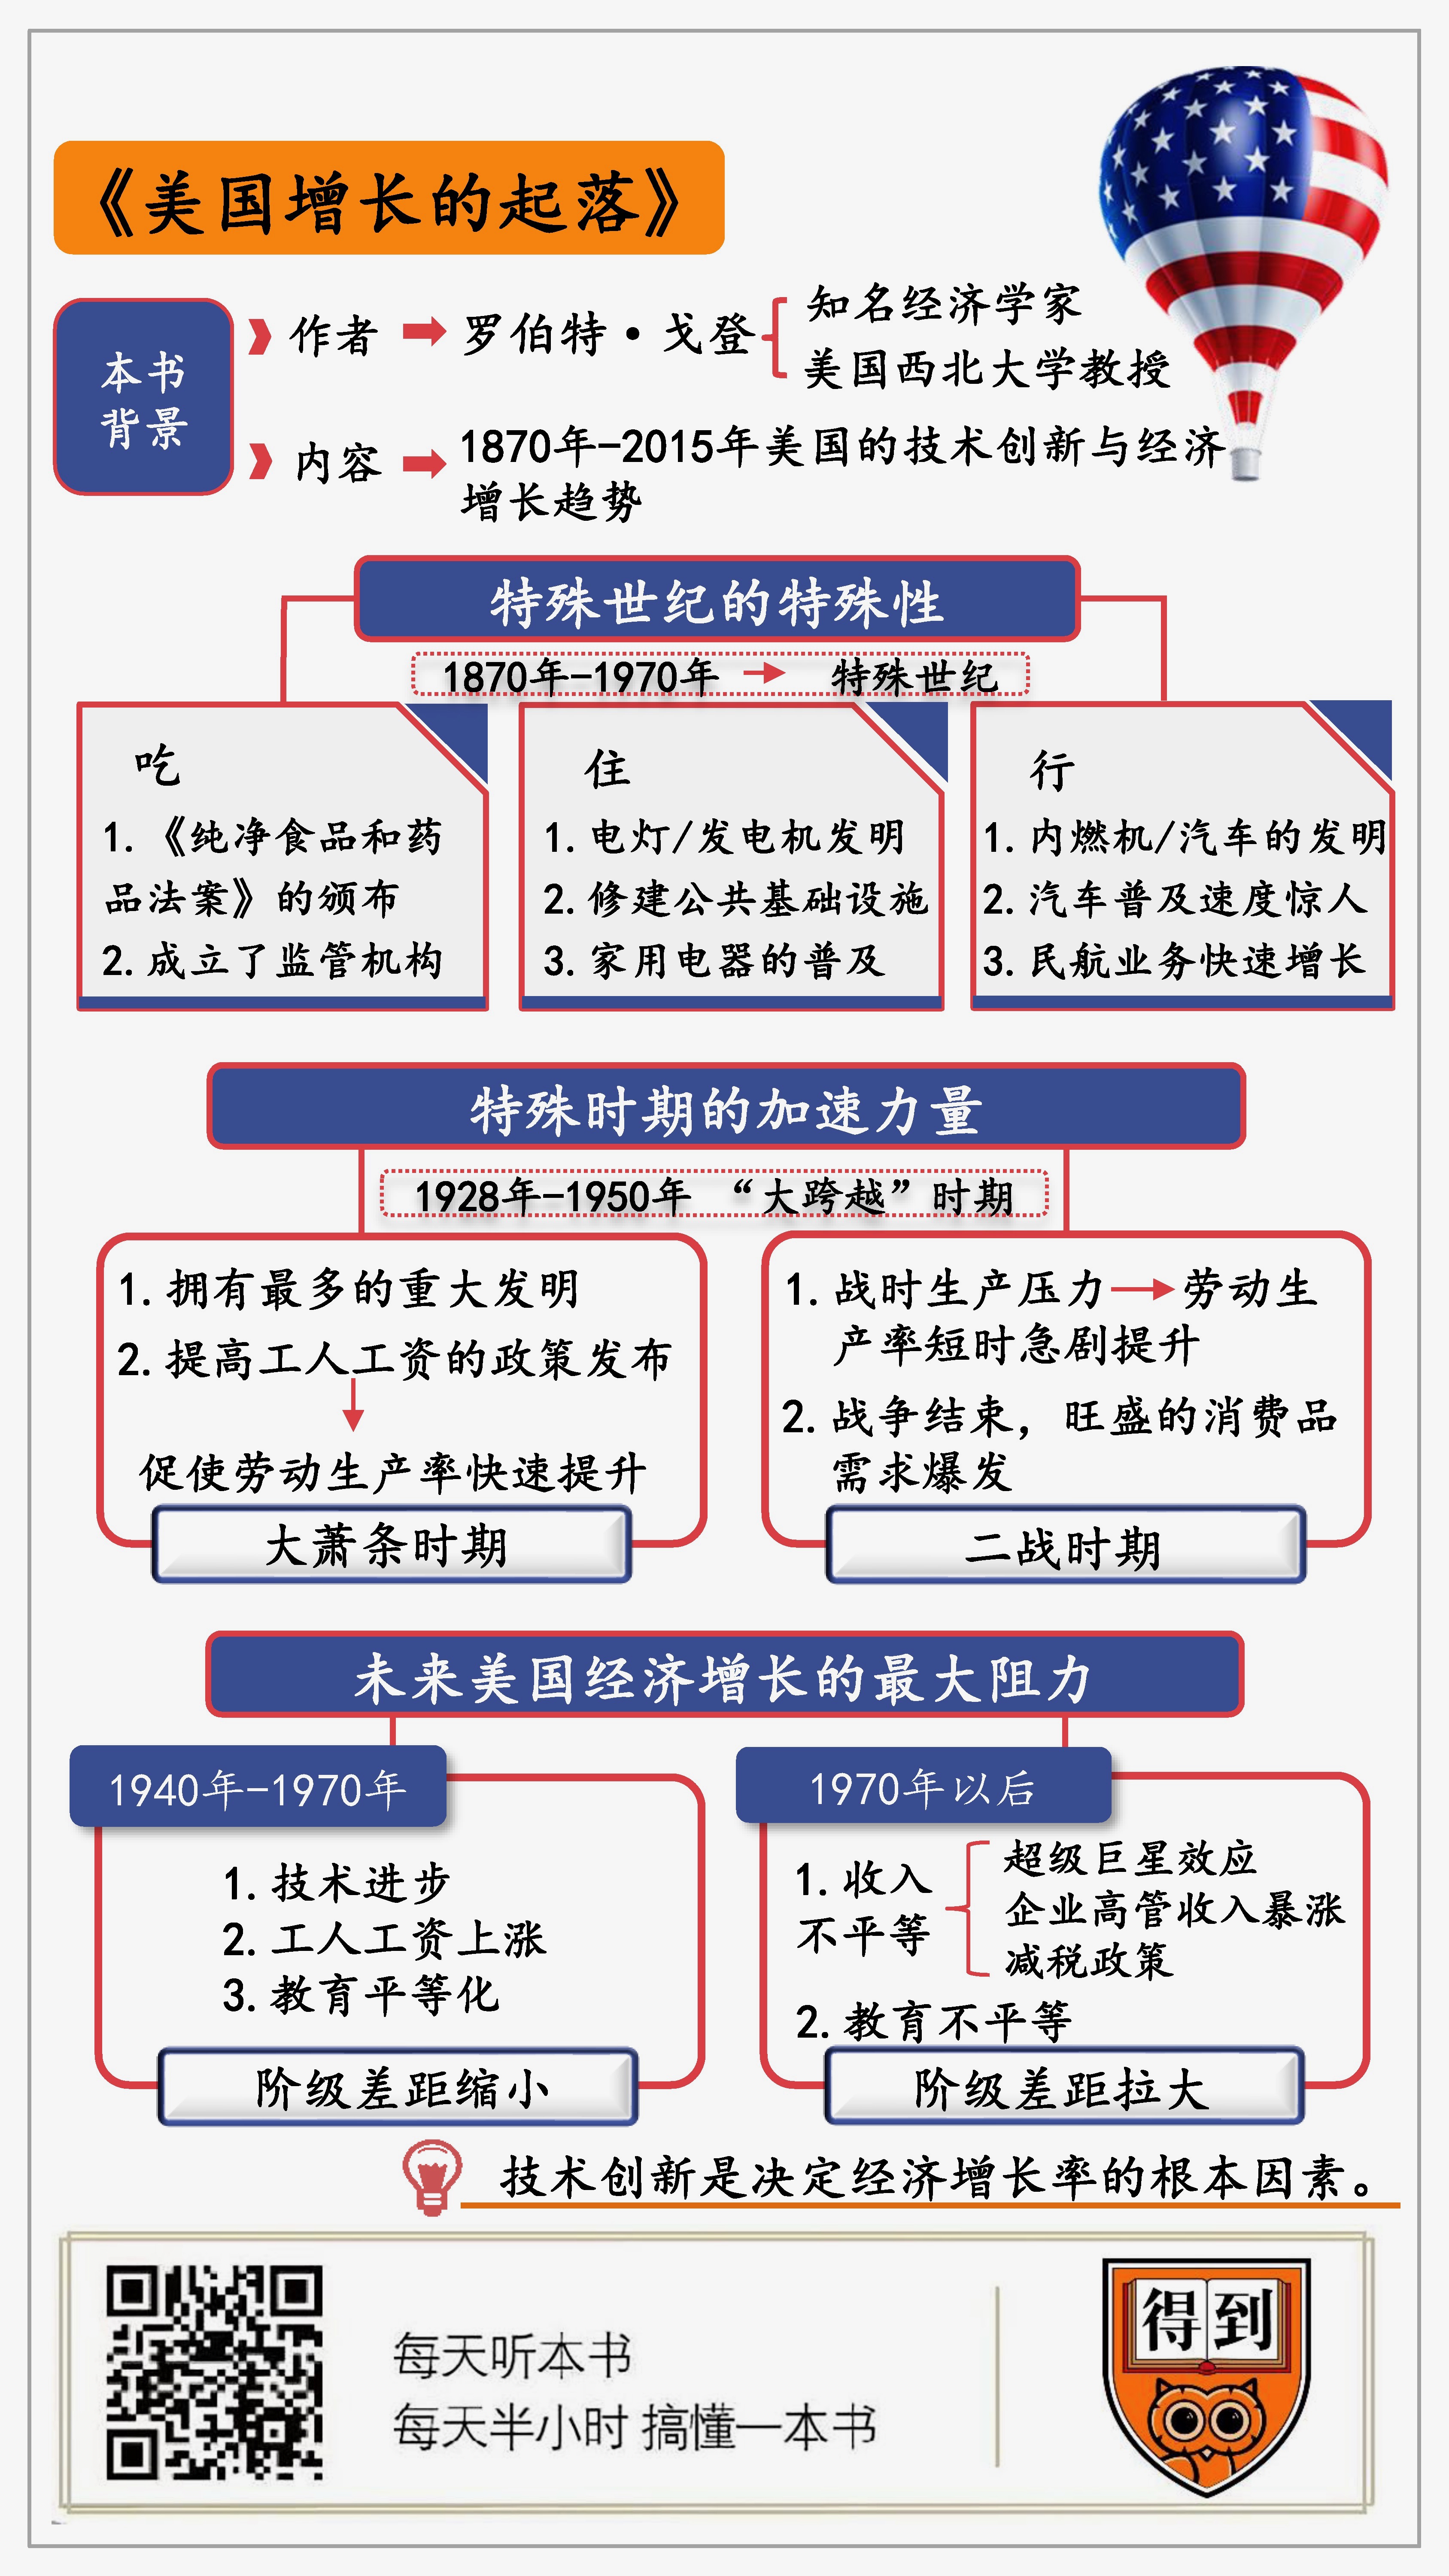 《美国增长的起落》
本书
背景
作者
罗伯特·戈登
知名经济学家
美国西北大学教授
内容
1870年-2015年美国的技术创新与经济
增长趋势
特殊世纪的特殊性
1870年-1970年 特殊世纪
吃
1. 《纯净食品和药
品法案》的颁布
2. 成立了监管机构
住
1. 电灯/发电机发明
2. 修建公共基础设施
3. 家用电器的普及
行
1. 内燃机/汽车的发明
2. 汽车普及速度惊人
3. 民航业务快速增长
特殊时期的加速力量
1928年-1950年 “大跨越”时期
1. 拥有最多的重大发明
2. 提高工人工资的政策发布
促使劳动生产率快速提升
大萧条时期
1. 战时生产压力 劳动生
产率短时急剧提升
2. 战争结束，旺盛的消费品
需求爆发
二战时期
未来美国经济增长的最大阻力
1940年-1970年
1. 技术进步
2. 工人工资上涨
3. 教育平等化
阶级差距缩小
1970年以后
1. 收入
不平等
超级巨星效应
企业高管收入暴涨
减税政策
2. 教育不平等
阶级差距拉大
技术创新是决定经济增长率的根本因素。
每天听本书
每天半小时 搞懂一本书
得到